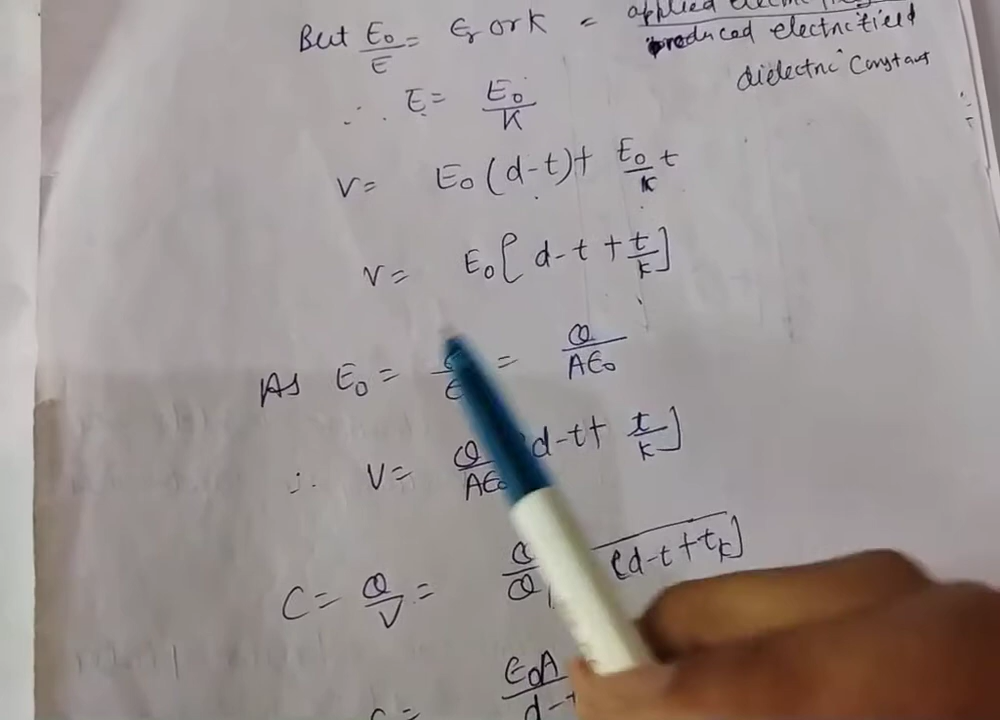 But E₀/E = εr or K = applied electric
produced electric field
dielectric Constant
∴ E = E₀/K
V = E₀(d-t) + E₀/K t
V = E₀[d-t + t/K]
As E₀ = = Q/Aϵ₀
∴ V = Q/Aϵ₀ d-t + t/K]
C = Q/V = [d-t + t/K]
C = ϵ₀A/d-